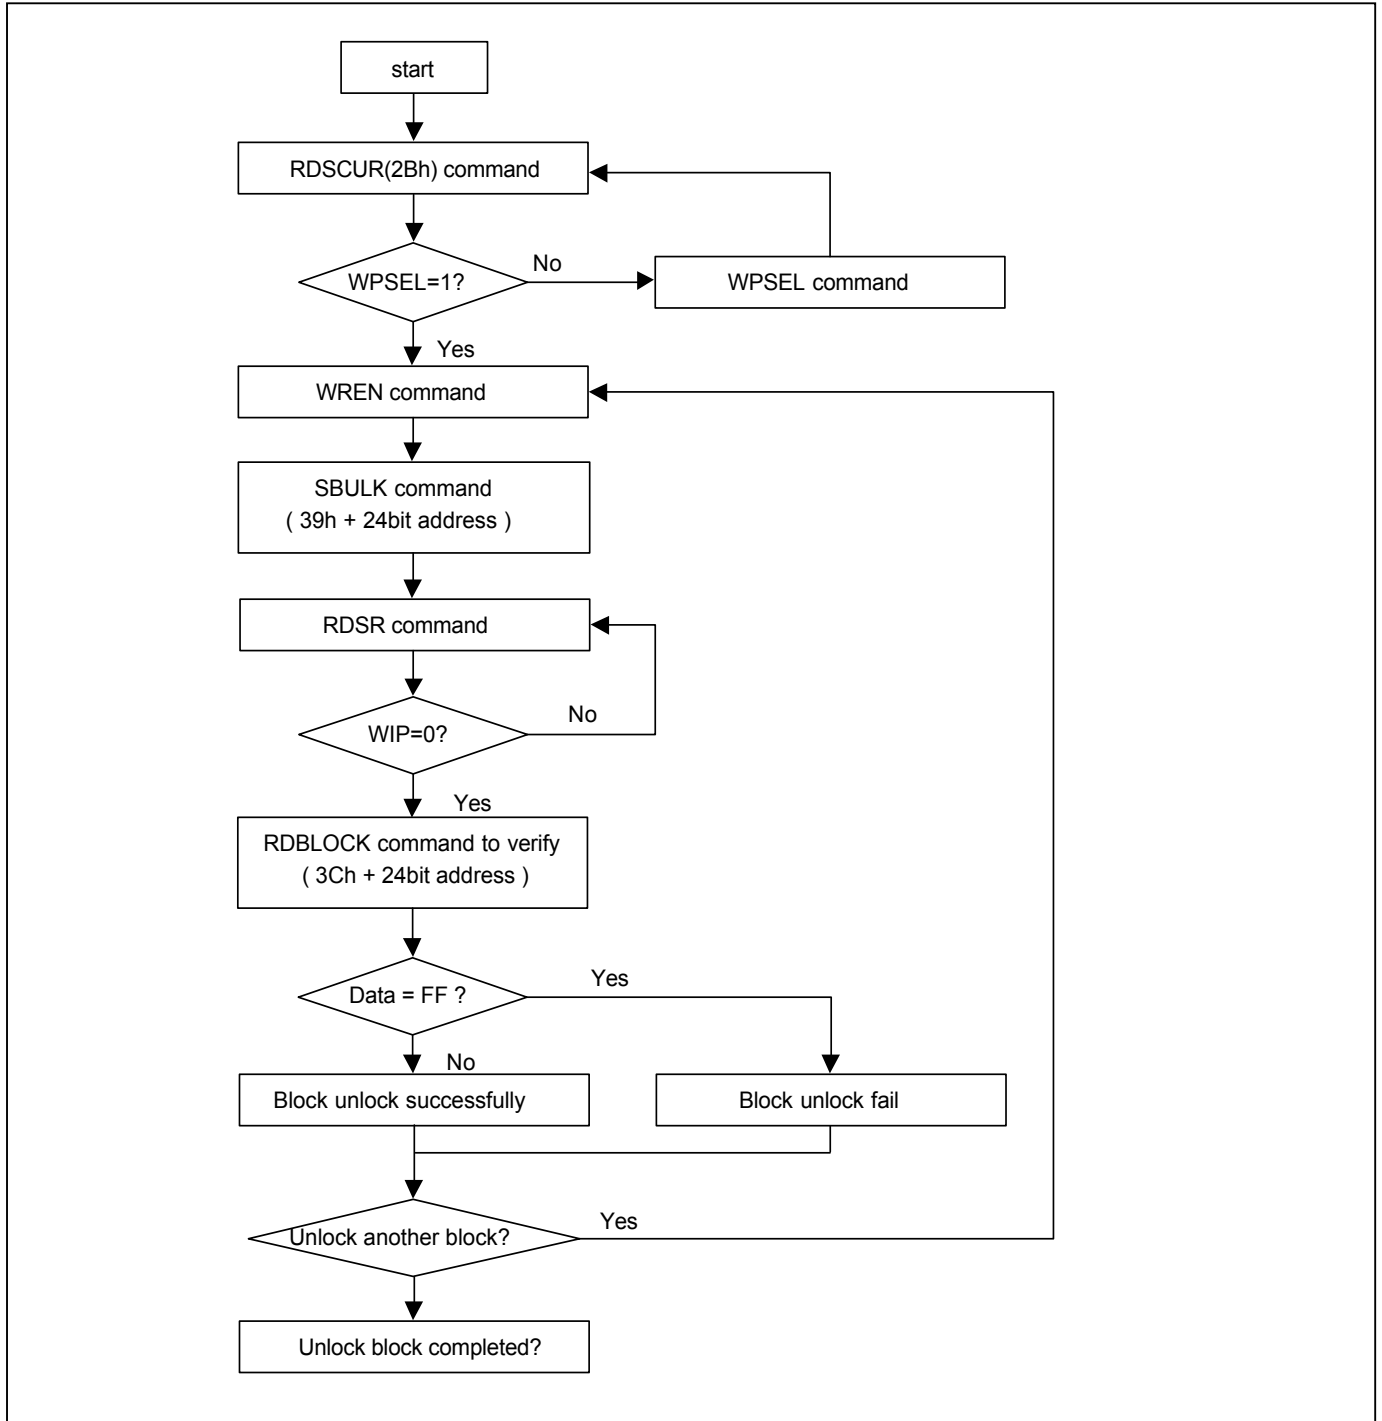 start
RDSCUR(2Bh) command
WPSEL=1?
No
WPSEL command
Yes
WREN command
SBULK command
( 39h + 24bit address )
RDSR command
WIP=0?
No
Yes
RDBLOCK command to verify
( 3Ch + 24bit address )
Data = FF ?
Yes
No
Block unlock successfully
Block unlock fail
Unlock another block?
Yes
Unlock block completed?